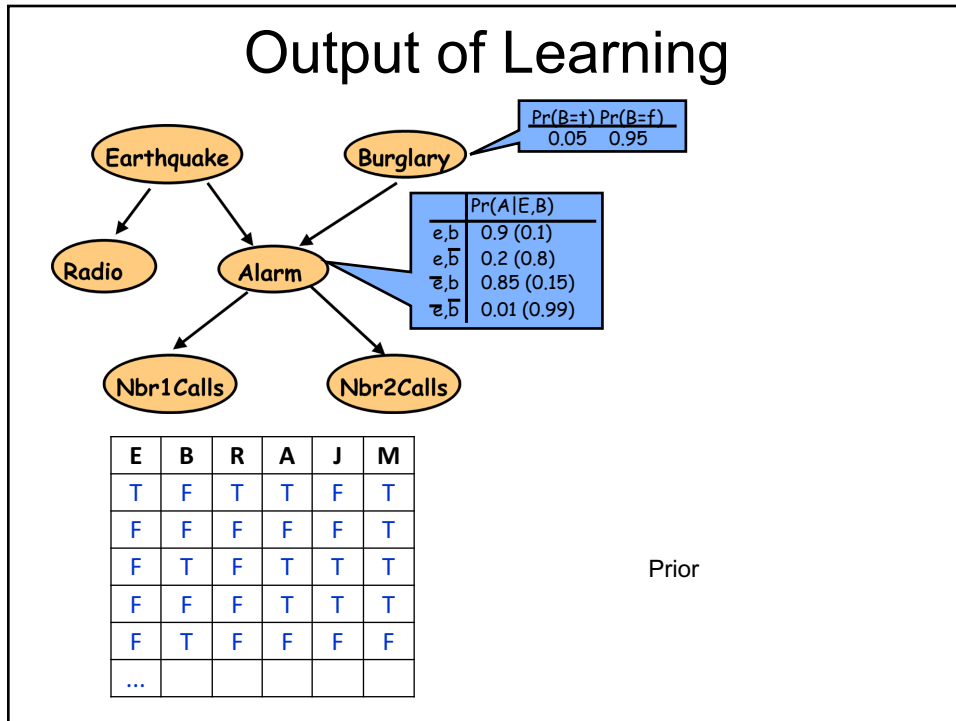 Output of Learning
Pr(B=t) Pr(B=f)
0.05 0.95
Earthquake
Burglary
Pr(A|E,B)
e,b 0.9 (0.1)
e,b̅ 0.2 (0.8)
e̅,b 0.85 (0.15)
e̅,b̅ 0.01 (0.99)
Radio
Alarm
Nbr1Calls
Nbr2Calls
E B R A J M
T F T T F T
F F F F F T
F T F T T T
F F F T T T
F T F F F F
...
Prior